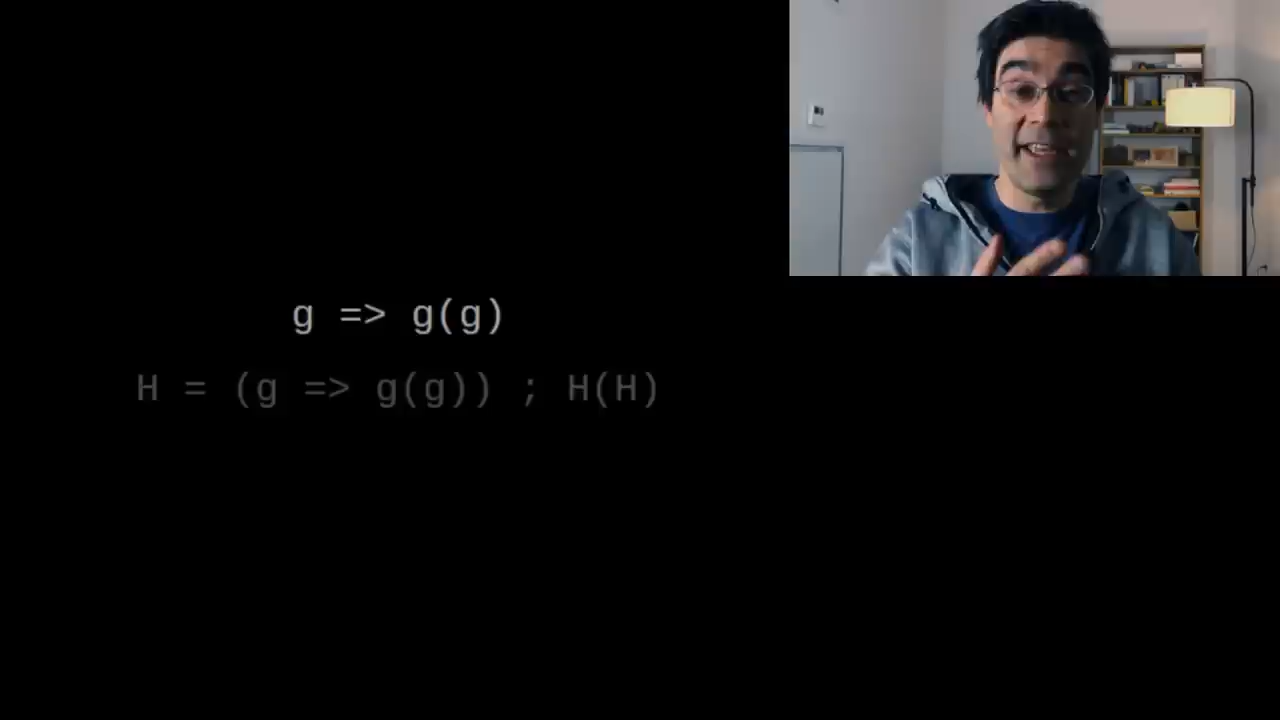 g => g(g)
H = (g => g(g)) ; H(H)